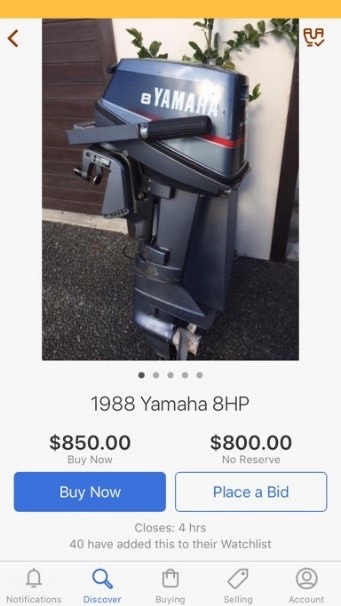 8 YAMAHA
1988 Yamaha 8HP
$850.00 $800.00
Buy Now No Reserve
Buy Now Place a Bid
Closes: 4 hrs
40 have added this to their Watchlist
Notifications Discover Buying Selling Account